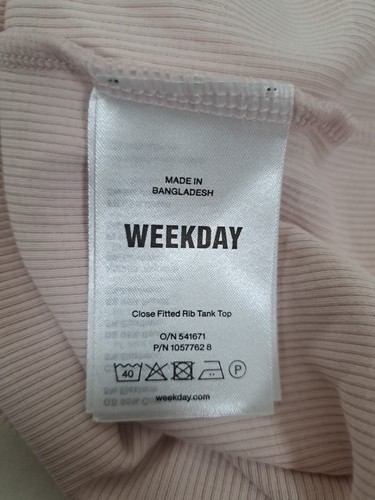 MADE IN
BANGLADESH
WEEKDAY
Close Fitted Rib Tank Top
O/N 541671
P/N 1057762 8
40 P
weekday.com